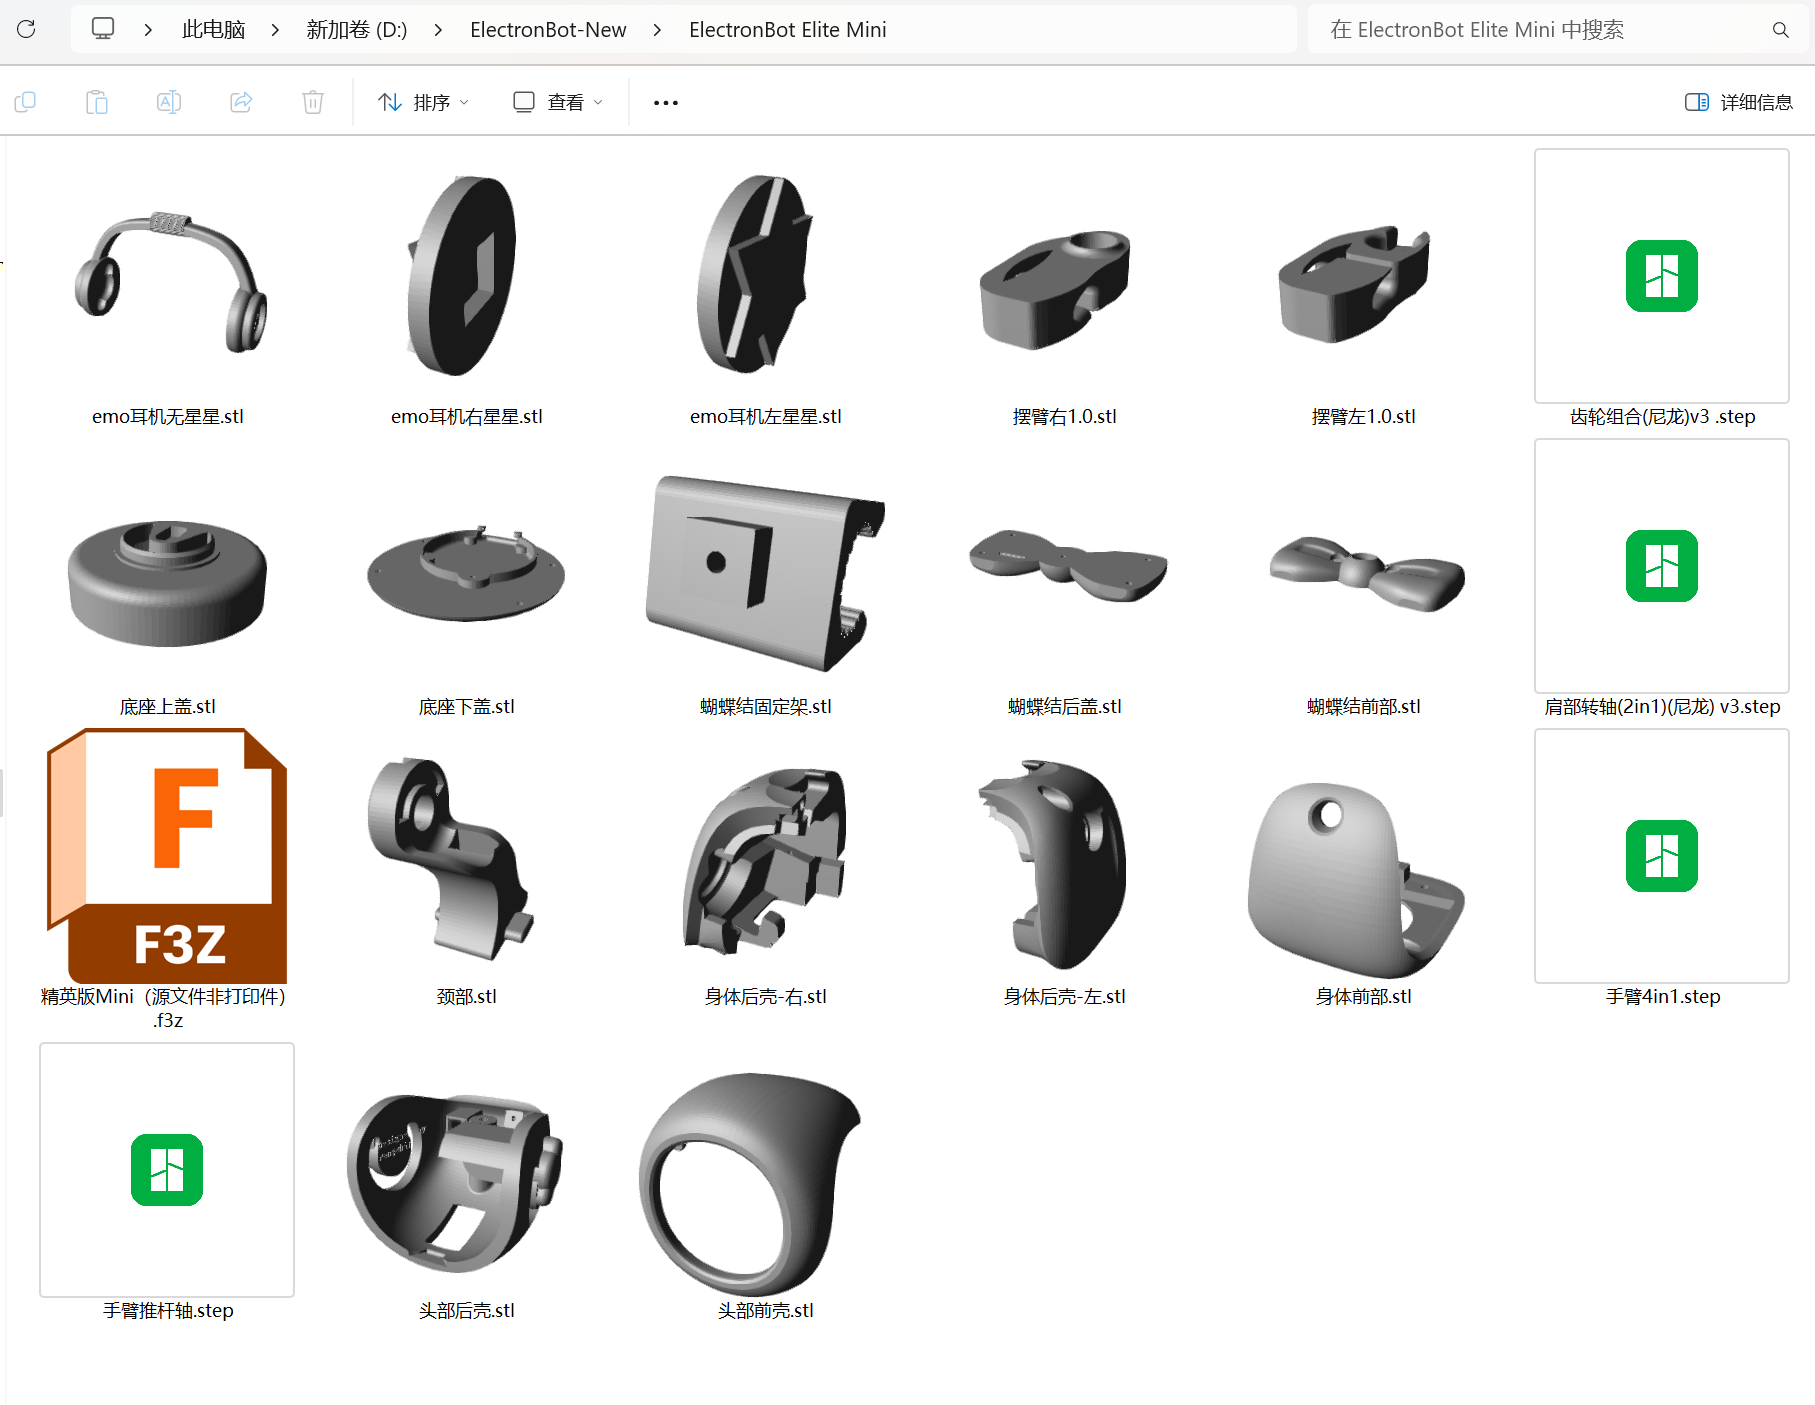 此电脑 > 新加卷 (D:) > ElectronBot-New > ElectronBot Elite Mini
在 ElectronBot Elite Mini 中搜索
排序
查看
详细信息
emo耳机无星星.stl
emo耳机右星星.stl
emo耳机左星星.stl
摆臂右1.0.stl
摆臂左1.0.stl
齿轮组合(尼龙)v3 .step
底座上盖.stl
底座下盖.stl
蝴蝶结固定架.stl
蝴蝶结后盖.stl
蝴蝶结前部.stl
肩部转轴(2in1)(尼龙) v3.step
F
F3Z
精英版Mini（源文件非打印件）
.f3z
颈部.stl
身体后壳-右.stl
身体后壳-左.stl
身体前部.stl
手臂4in1.step
手臂推杆轴.step
头部后壳.stl
头部前壳.stl